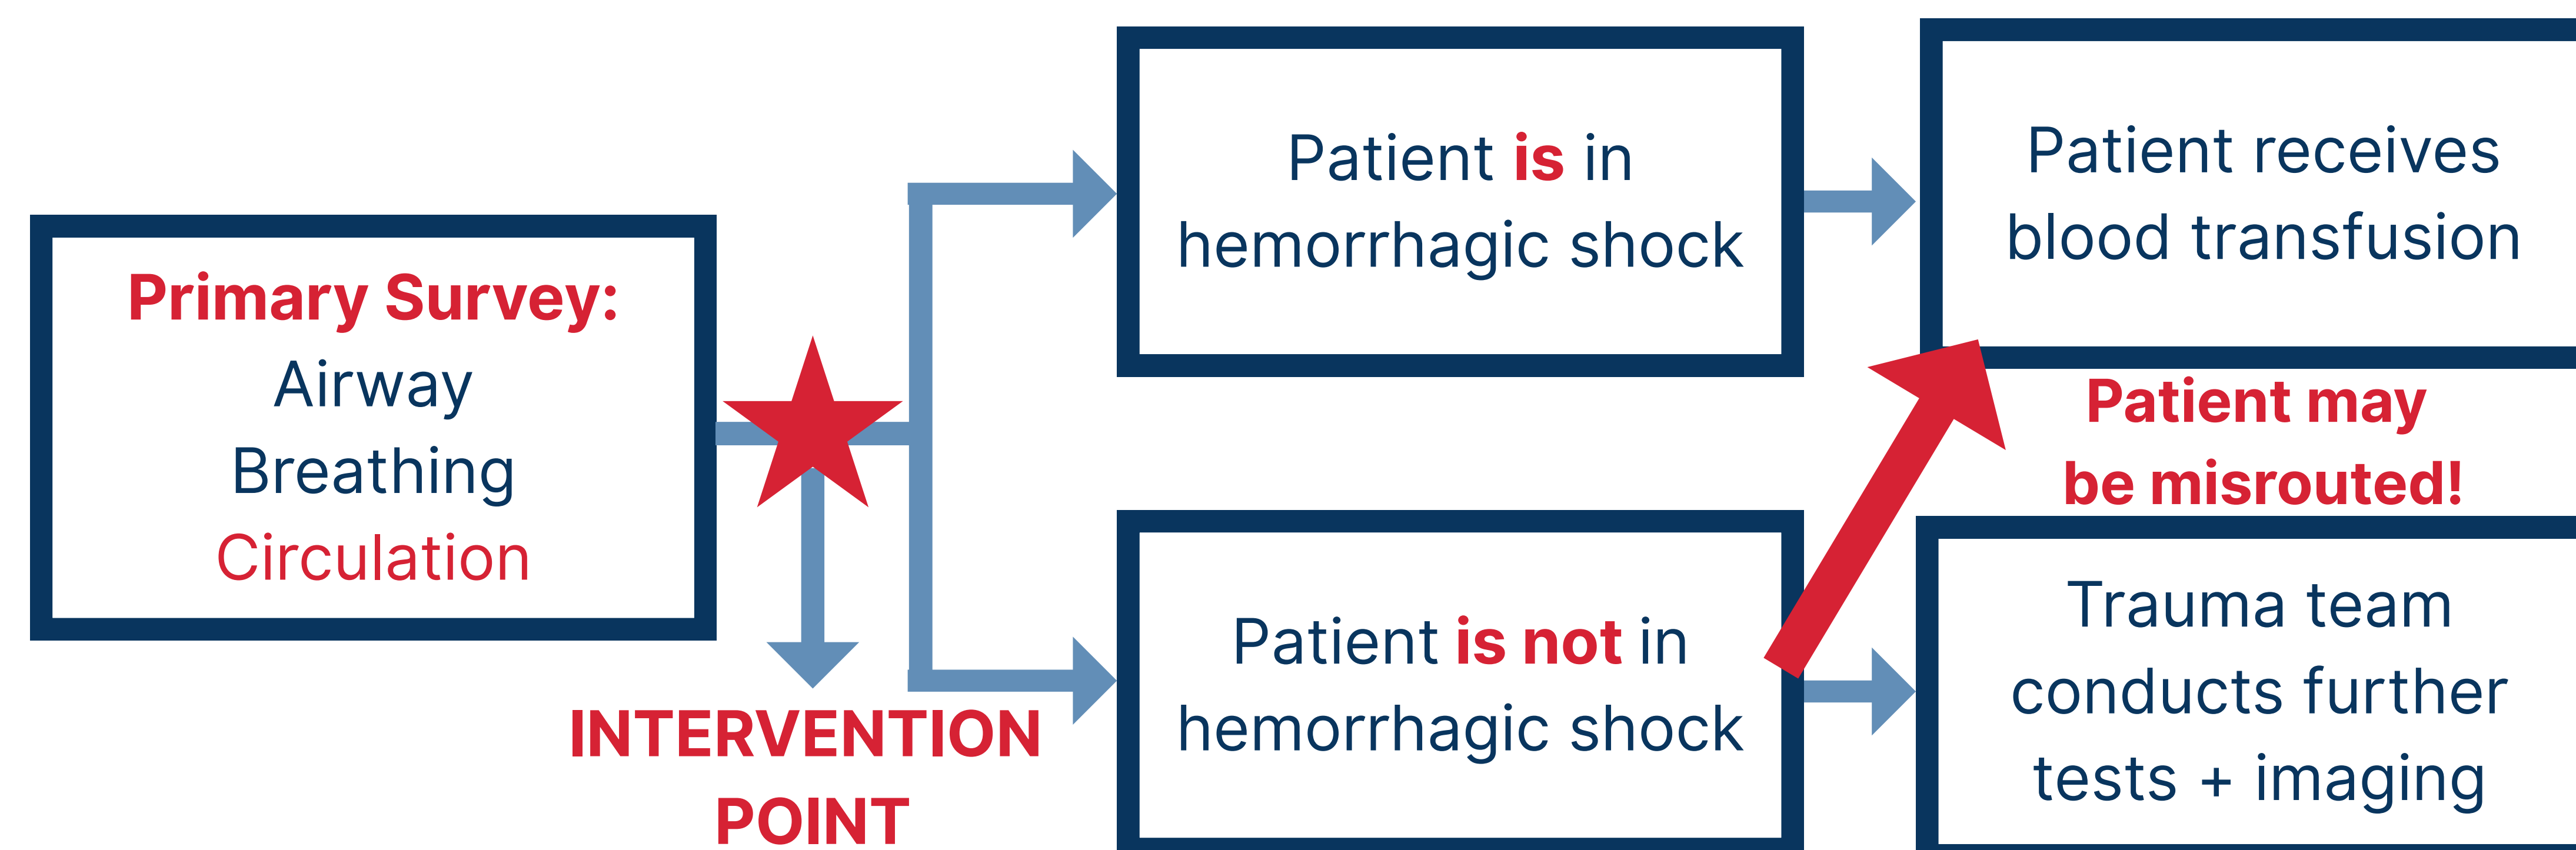 Primary Survey:
Airway
Breathing
Circulation
INTERVENTION
POINT
Patient is in
hemorrhagic shock
Patient is not in
hemorrhagic shock
Patient receives
blood transfusion
Patient may
be misrouted!
Trauma team
conducts further
tests + imaging